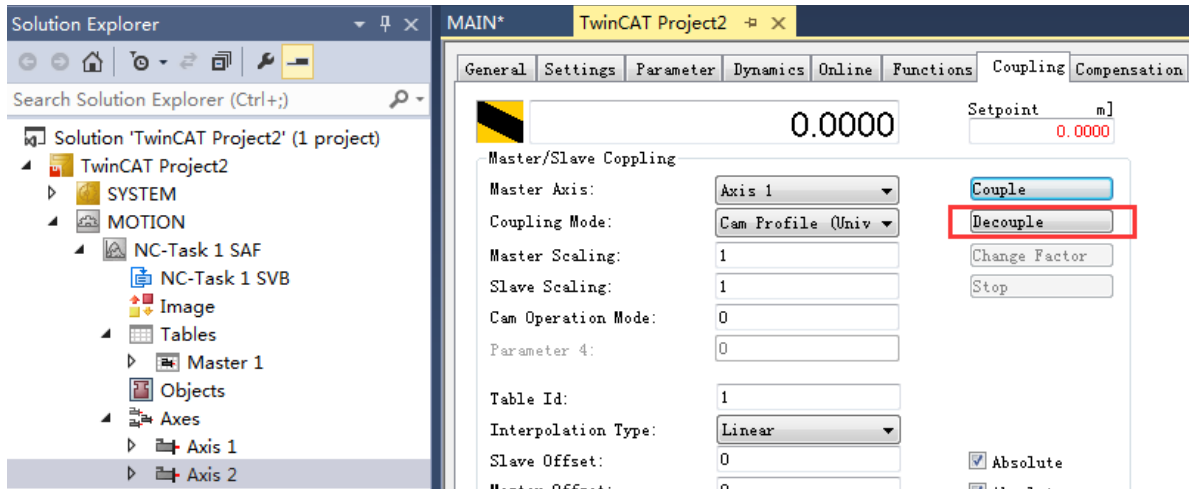 Solution Explorer
Search Solution Explorer (Ctrl+;)
Solution 'TwinCAT Project2' (1 project)
TwinCAT Project2
SYSTEM
MOTION
NC-Task 1 SAF
NC-Task 1 SVB
Image
Tables
Master 1
Objects
Axes
Axis 1
Axis 2
MAIN*
TwinCAT Project2
General Settings Parameter Dynamics Online Functions Coupling Compensation
0.0000
Setpoint m]
0.0000
Master/Slave Coppling
Master Axis: Axis 1 Couple
Coupling Mode: Cam Profile (Univ Decouple
Master Scaling: 1 Change Factor
Slave Scaling: 1 Stop
Cam Operation Mode: 0
Parameter 4: 0
Table Id: 1
Interpolation Type: Linear
Slave Offset: 0 Absolute